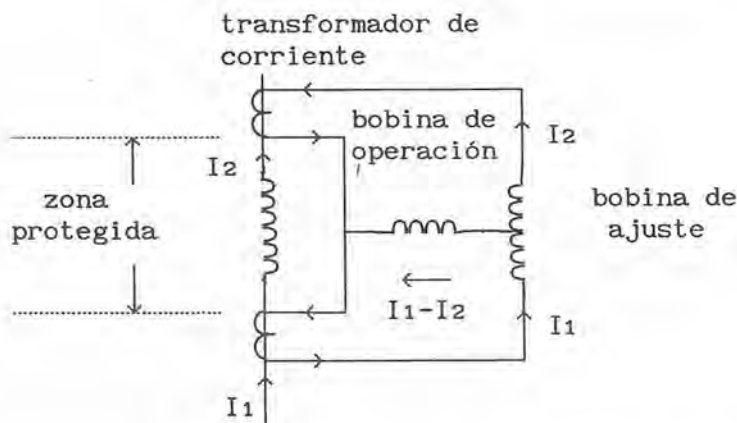 transformador de
corriente
bobina de
operación
I2
I2
zona
protegida
bobina de
ajuste
I1-I2
I1
I1